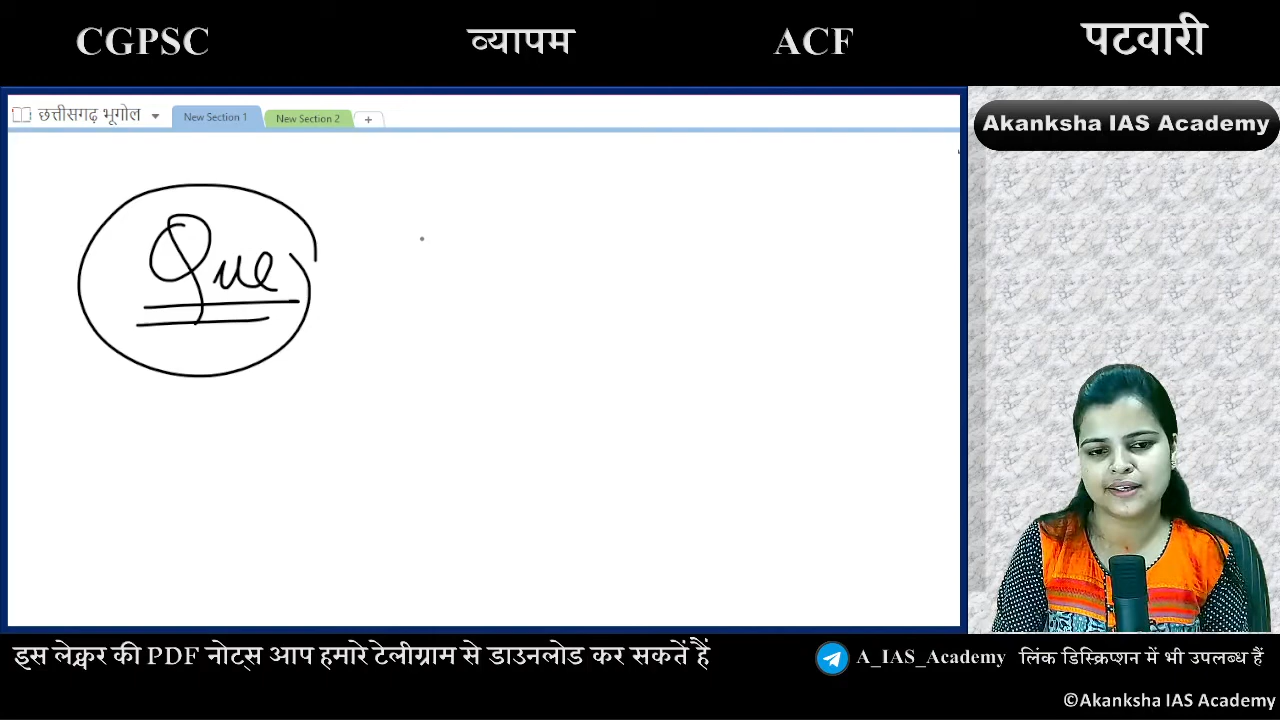 CGPSC व्यापम ACF पटवारी
Akanksha IAS Academy
छत्तीसगढ़ भूगोल New Section 1 New Section 2 +
Que
इस लेक्चर की PDF नोट्स आप हमारे टेलीग्राम से डाउनलोड कर सकतें हैं
A_IAS_Academy लिंक डिस्क्रिप्शन में भी उपलब्ध हैं
©Akanksha IAS Academy